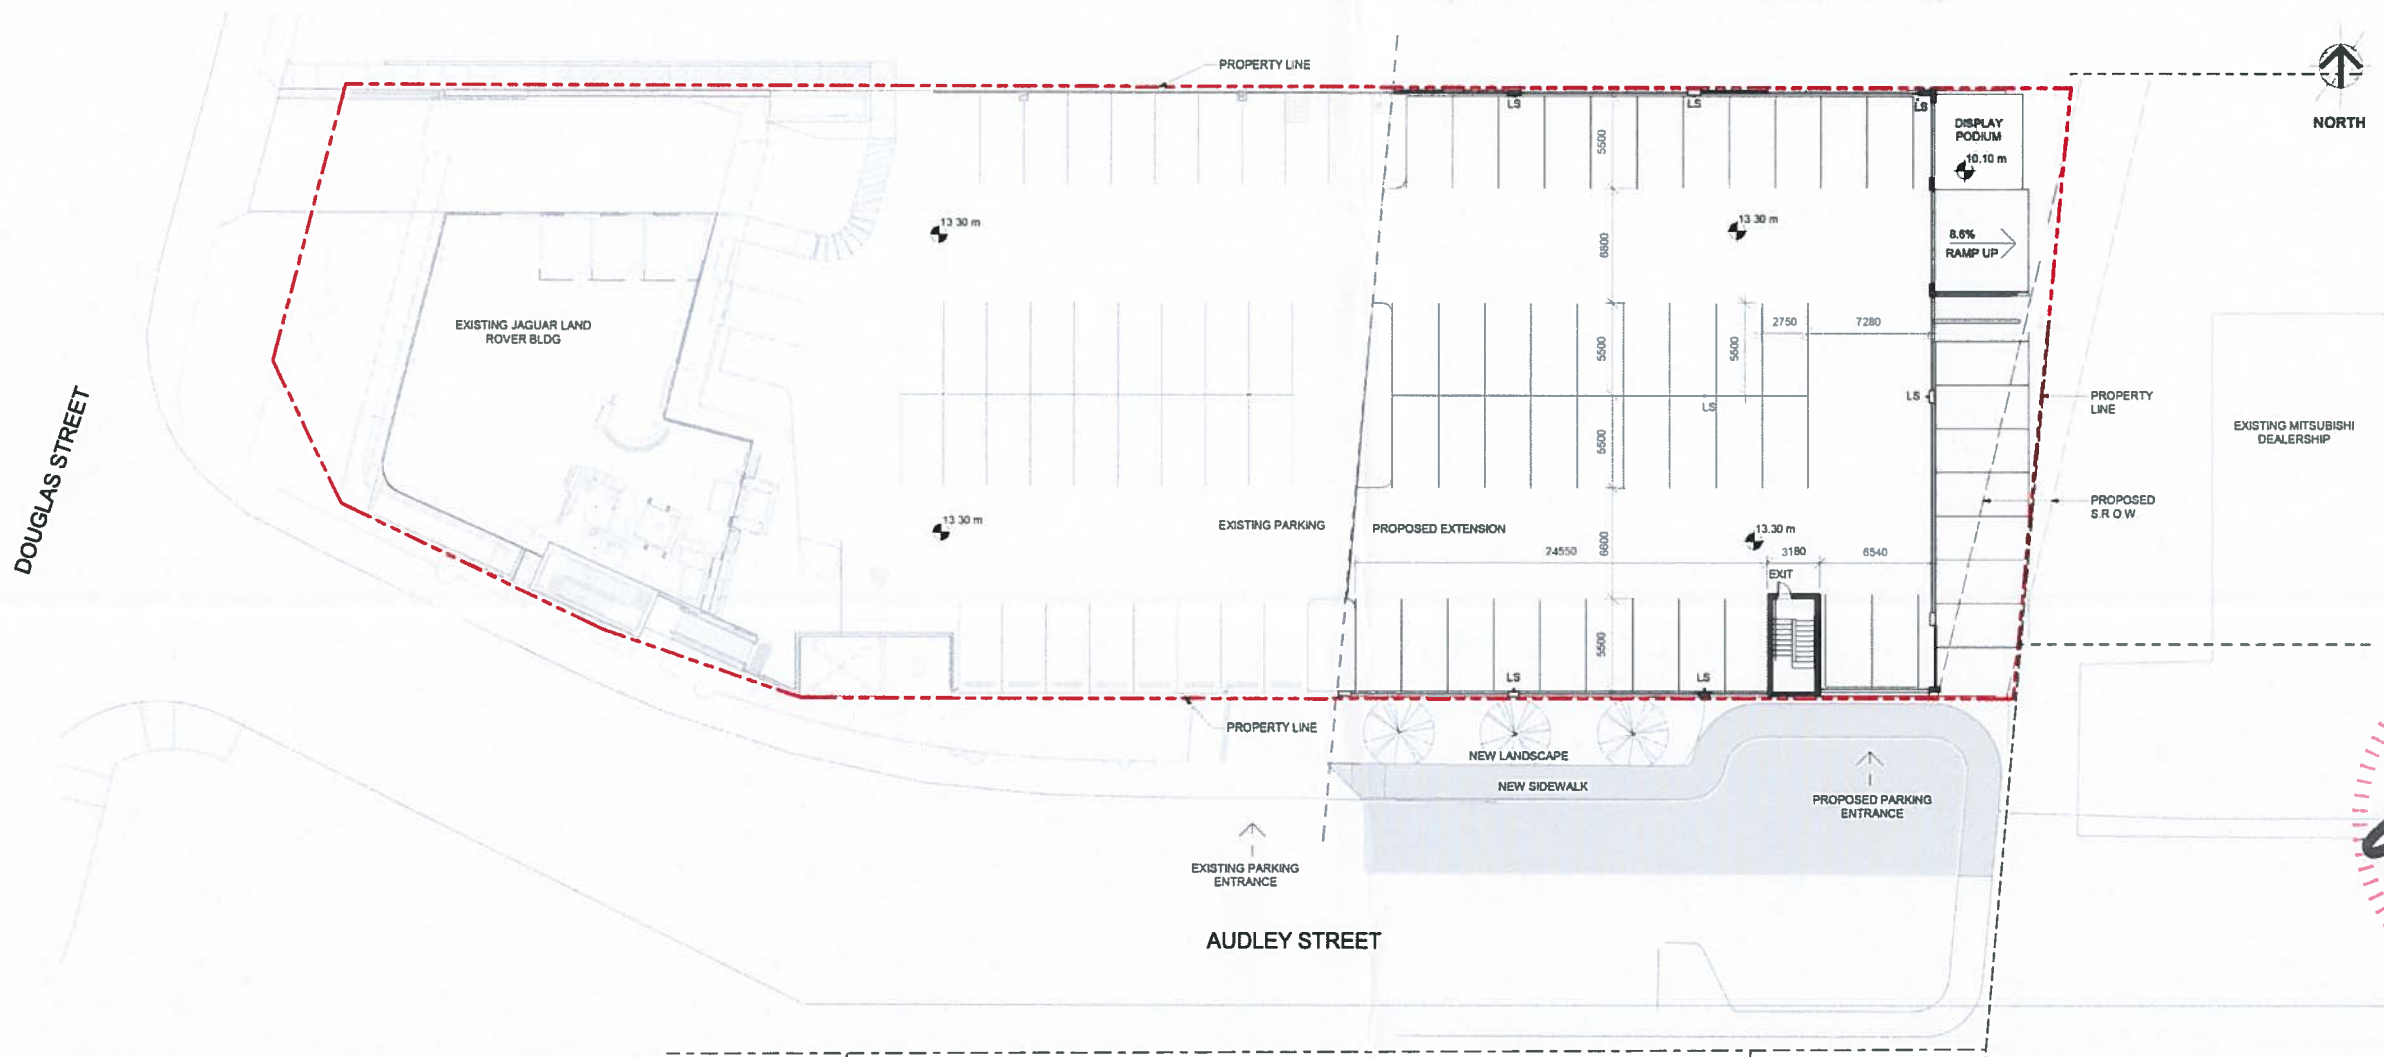 PROPERTY LINE
NORTH
LS
LS
LS
DISPLAY
PODIUM
10.10 m
5500
13 30 m
13 30 m
8.6%
RAMP UP
6800
EXISTING JAGUAR LAND
ROVER BLDG
2750
7280
5500
5500
LS
LS
PROPERTY
LINE
DOUGLAS STREET
EXISTING MITSUBISHI
DEALERSHIP
5500
PROPOSED
S.R O.W.
13 30 m
EXISTING PARKING
PROPOSED EXTENSION
13.30 m
24550
6600
3180
6540
EXIT
5500
LS
LS
PROPERTY LINE
NEW LANDSCAPE
NEW SIDEWALK
PROPOSED PARKING
ENTRANCE
EXISTING PARKING
ENTRANCE
AUDLEY STREET